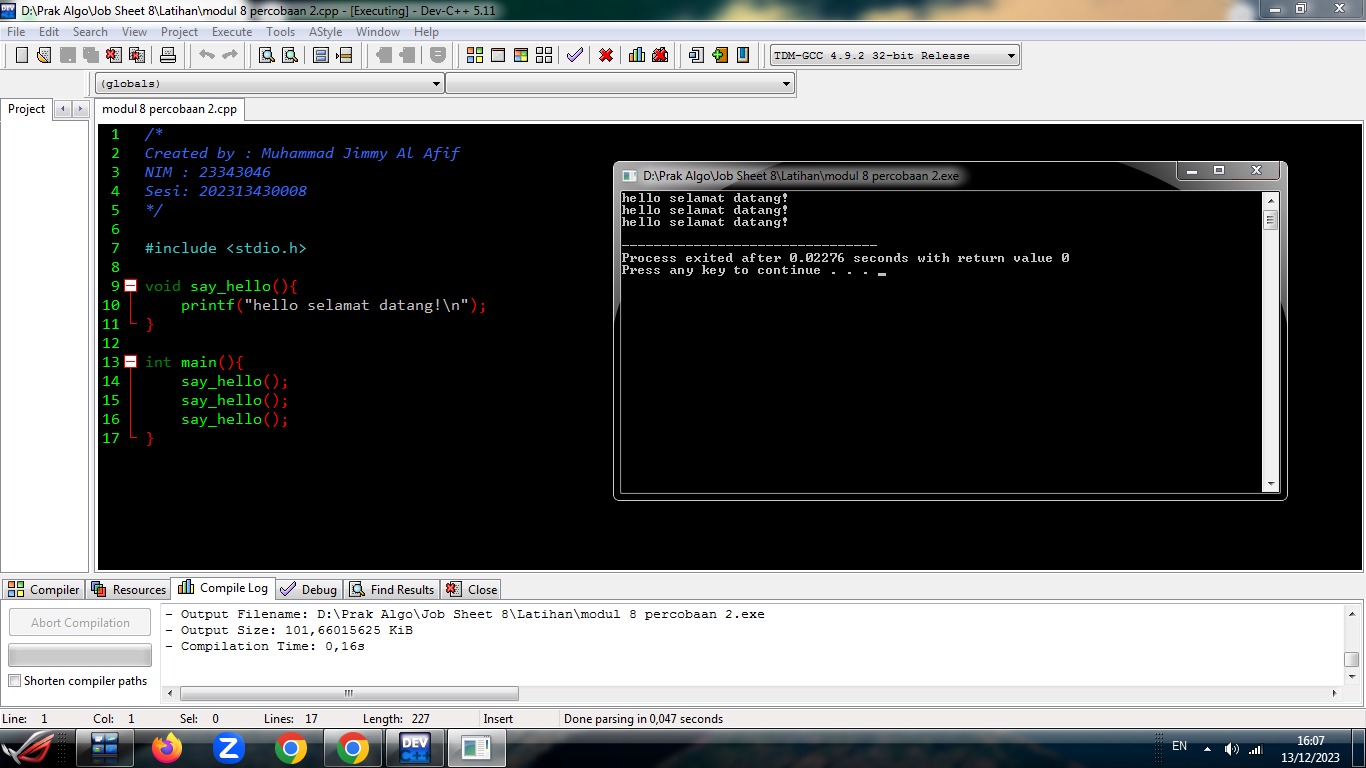 D:\Prak Algo\Job Sheet 8\Latihan\modul 8 percobaan 2.cpp - [Executing] - Dev-C++ 5.11
File Edit Search View Project Execute Tools AStyle Window Help
TDM-GCC 4.9.2 32-bit Release
(globals)
Project
modul 8 percobaan 2.cpp
1 /*
2 Created by : Muhammad Jimmy Al Afif
3 NIM : 23343046
4 Sesi: 202313430008
5 */
6
7 #include <stdio.h>
8
9 void say_hello(){
10 printf("hello selamat datang!\n");
11 }
12
13 int main(){
14 say_hello();
15 say_hello();
16 say_hello();
17 }
D:\Prak Algo\Job Sheet 8\Latihan\modul 8 percobaan 2.exe
hello selamat datang!
hello selamat datang!
hello selamat datang!
--------------------------------
Process exited after 0.02276 seconds with return value 0
Press any key to continue . . . _
Compiler Resources Compile Log Debug Find Results Close
Abort Compilation
Shorten compiler paths
- Output Filename: D:\Prak Algo\Job Sheet 8\Latihan\modul 8 percobaan 2.exe
- Output Size: 101,66015625 KiB
- Compilation Time: 0,16s
Line: 1 Col: 1 Sel: 0 Lines: 17 Length: 227 Insert Done parsing in 0,047 seconds
Z
DEV
C++
EN
16:07
13/12/2023